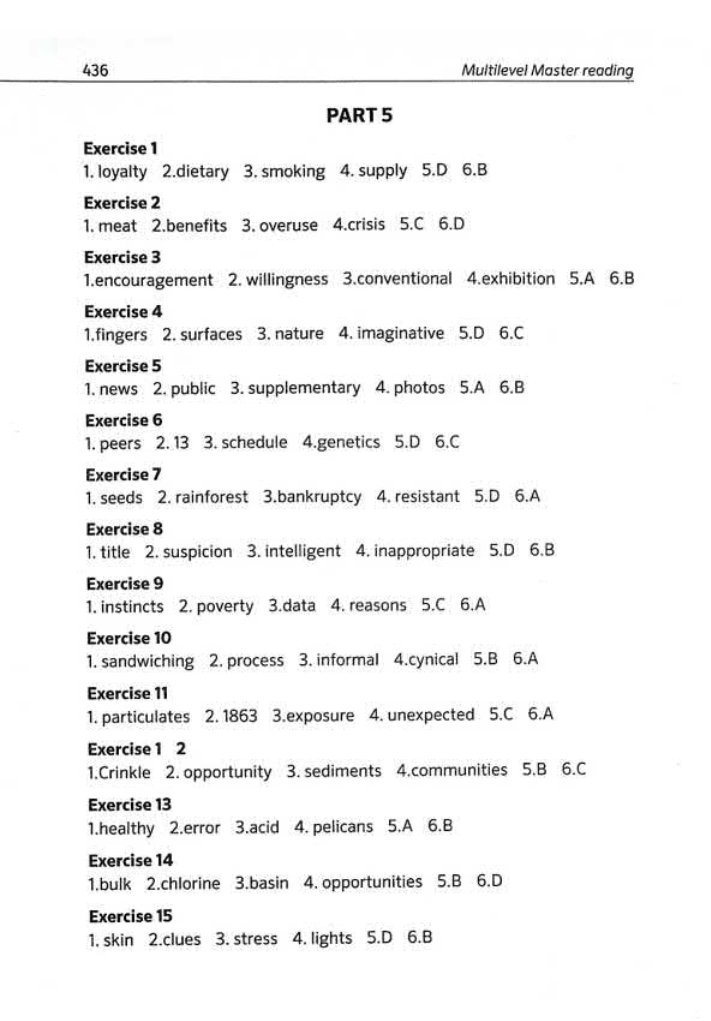 436
Multilevel Master reading
PART 5
Exercise 1
1. loyalty 2.dietary 3. smoking 4. supply 5.D 6.B
Exercise 2
1. meat 2.benefits 3. overuse 4.crisis 5.C 6.D
Exercise 3
1.encouragement 2. willingness 3.conventional 4.exhibition 5.A 6.B
Exercise 4
1.fingers 2. surfaces 3. nature 4. imaginative 5.D 6.C
Exercise 5
1. news 2. public 3. supplementary 4. photos 5.A 6.B
Exercise 6
1. peers 2. 13 3. schedule 4.genetics 5.D 6.C
Exercise 7
1. seeds 2. rainforest 3.bankruptcy 4. resistant 5.D 6.A
Exercise 8
1. title 2. suspicion 3. intelligent 4. inappropriate 5.D 6.B
Exercise 9
1. instincts 2. poverty 3.data 4. reasons 5.C 6.A
Exercise 10
1. sandwiching 2. process 3. informal 4.cynical 5.B 6.A
Exercise 11
1. particulates 2. 1863 3.exposure 4. unexpected 5.C 6.A
Exercise 1 2
1.Crinkle 2. opportunity 3. sediments 4.communities 5.B 6.C
Exercise 13
1.healthy 2.error 3.acid 4. pelicans 5.A 6.B
Exercise 14
1.bulk 2.chlorine 3.basin 4. opportunities 5.B 6.D
Exercise 15
1. skin 2.clues 3. stress 4. lights 5.D 6.B